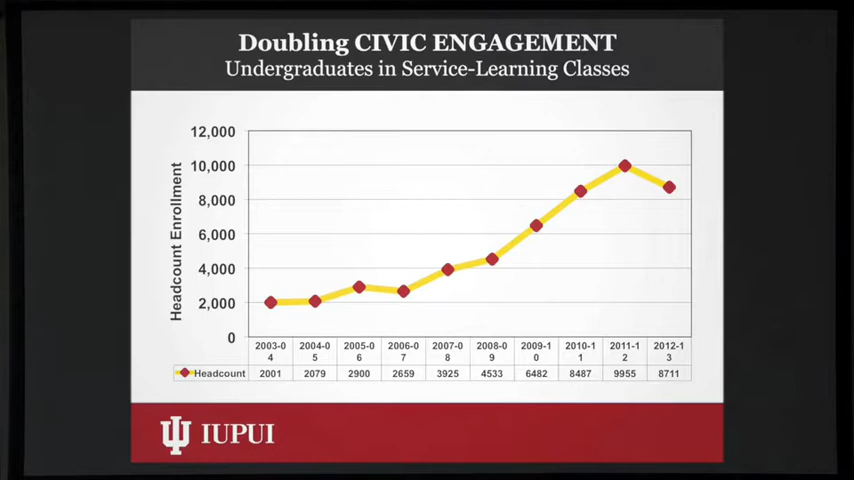 Doubling CIVIC ENGAGEMENT
Undergraduates in Service-Learning Classes
Headcount Enrollment
12,000
10,000
8,000
6,000
4,000
2,000
0
2003-0 2004-0 2005-0 2006-0 2007-0 2008-0 2009-1 2010-1 2011-1 2012-1
4 5 6 7 8 9 0 1 2 3
Headcount 2001 2079 2900 2659 3925 4533 6482 8487 9955 8711
IUPUI